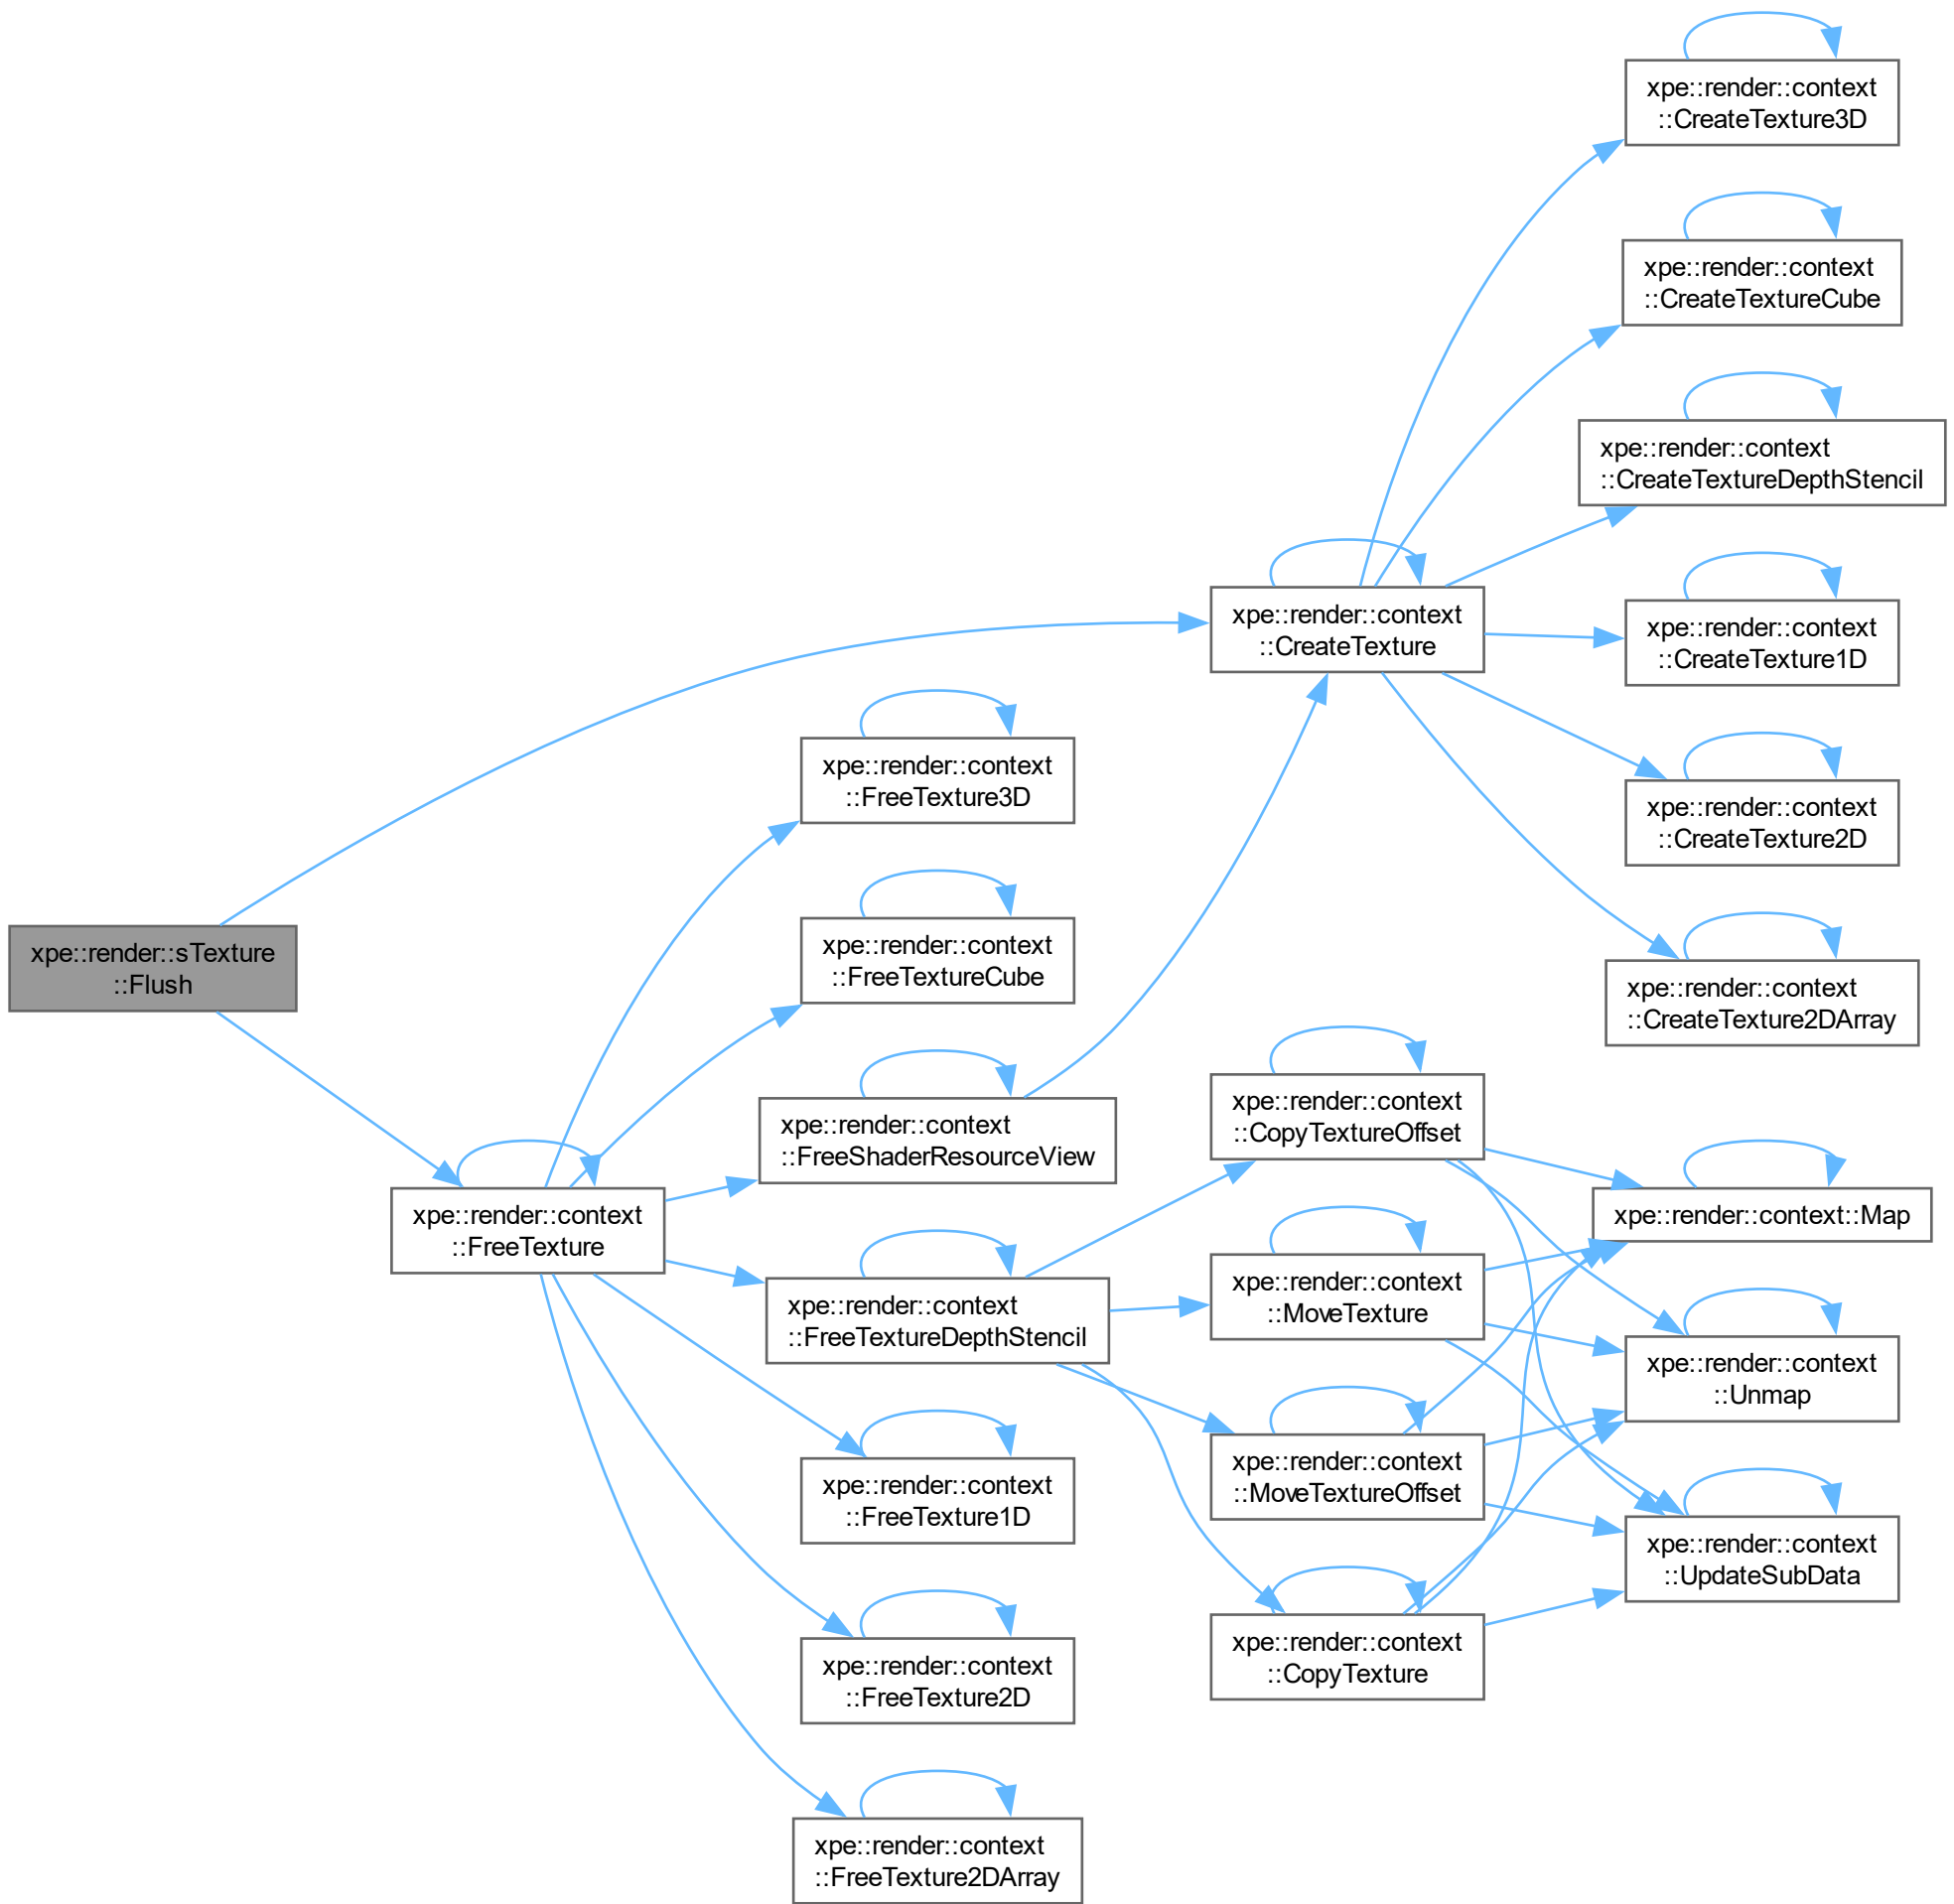 xpe::render::sTexture
::Flush
xpe::render::context
::FreeTexture
xpe::render::context
::FreeTexture3D
xpe::render::context
::FreeTextureCube
xpe::render::context
::FreeShaderResourceView
xpe::render::context
::FreeTextureDepthStencil
xpe::render::context
::FreeTexture1D
xpe::render::context
::FreeTexture2D
xpe::render::context
::FreeTexture2DArray
xpe::render::context
::CreateTexture
xpe::render::context
::CopyTextureOffset
xpe::render::context
::MoveTexture
xpe::render::context
::MoveTextureOffset
xpe::render::context
::CopyTexture
xpe::render::context
::CreateTexture3D
xpe::render::context
::CreateTextureCube
xpe::render::context
::CreateTextureDepthStencil
xpe::render::context
::CreateTexture1D
xpe::render::context
::CreateTexture2D
xpe::render::context
::CreateTexture2DArray
xpe::render::context::Map
xpe::render::context
::Unmap
xpe::render::context
::UpdateSubData